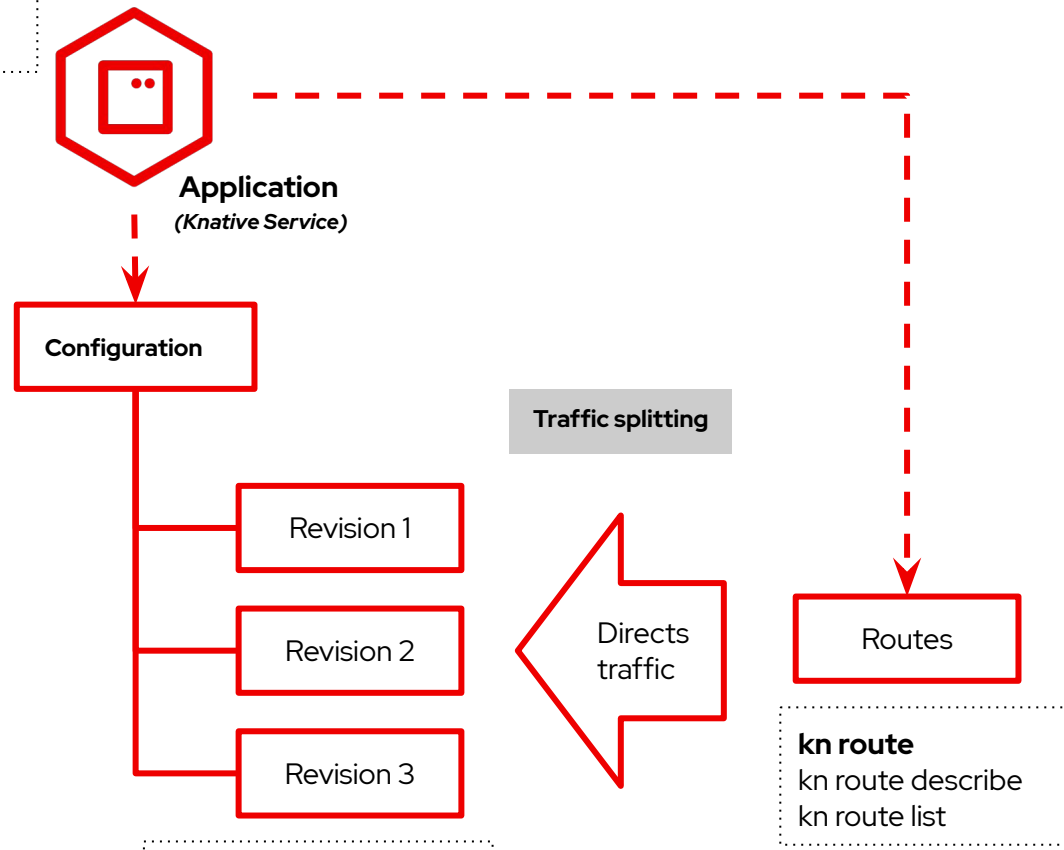 Application
(Knative Service)
Configuration
Traffic splitting
Revision 1
Revision 2
Revision 3
Directs
traffic
Routes
kn route
kn route describe
kn route list